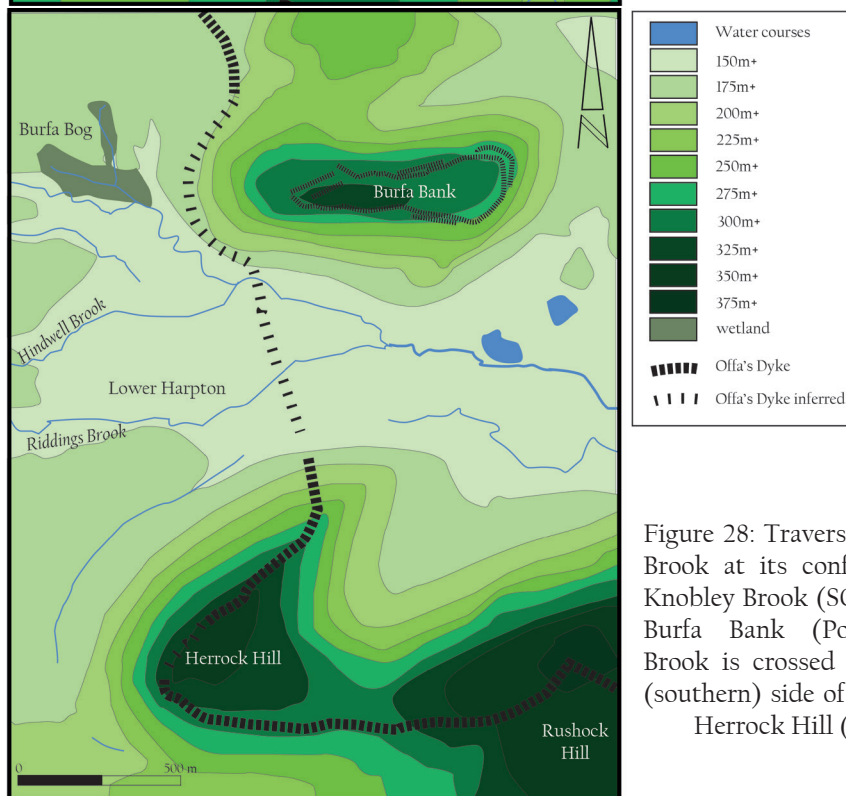 Burfa Bog
Burfa Bank
Hindwell Brook
Lower Harpton
Riddings Brook
Herrock Hill
Rushock
Hill
0 500 m
N
Water courses
150m+
175m+
200m+
225m+
250m+
275m+
300m+
325m+
350m+
375m+
wetland
Offa's Dyke
Offa's Dyke inferred
Figure 28: Travers
Brook at its conf
Knobley Brook (SC
Burfa Bank (Po
Brook is crossed
(southern) side of
Herrock Hill (